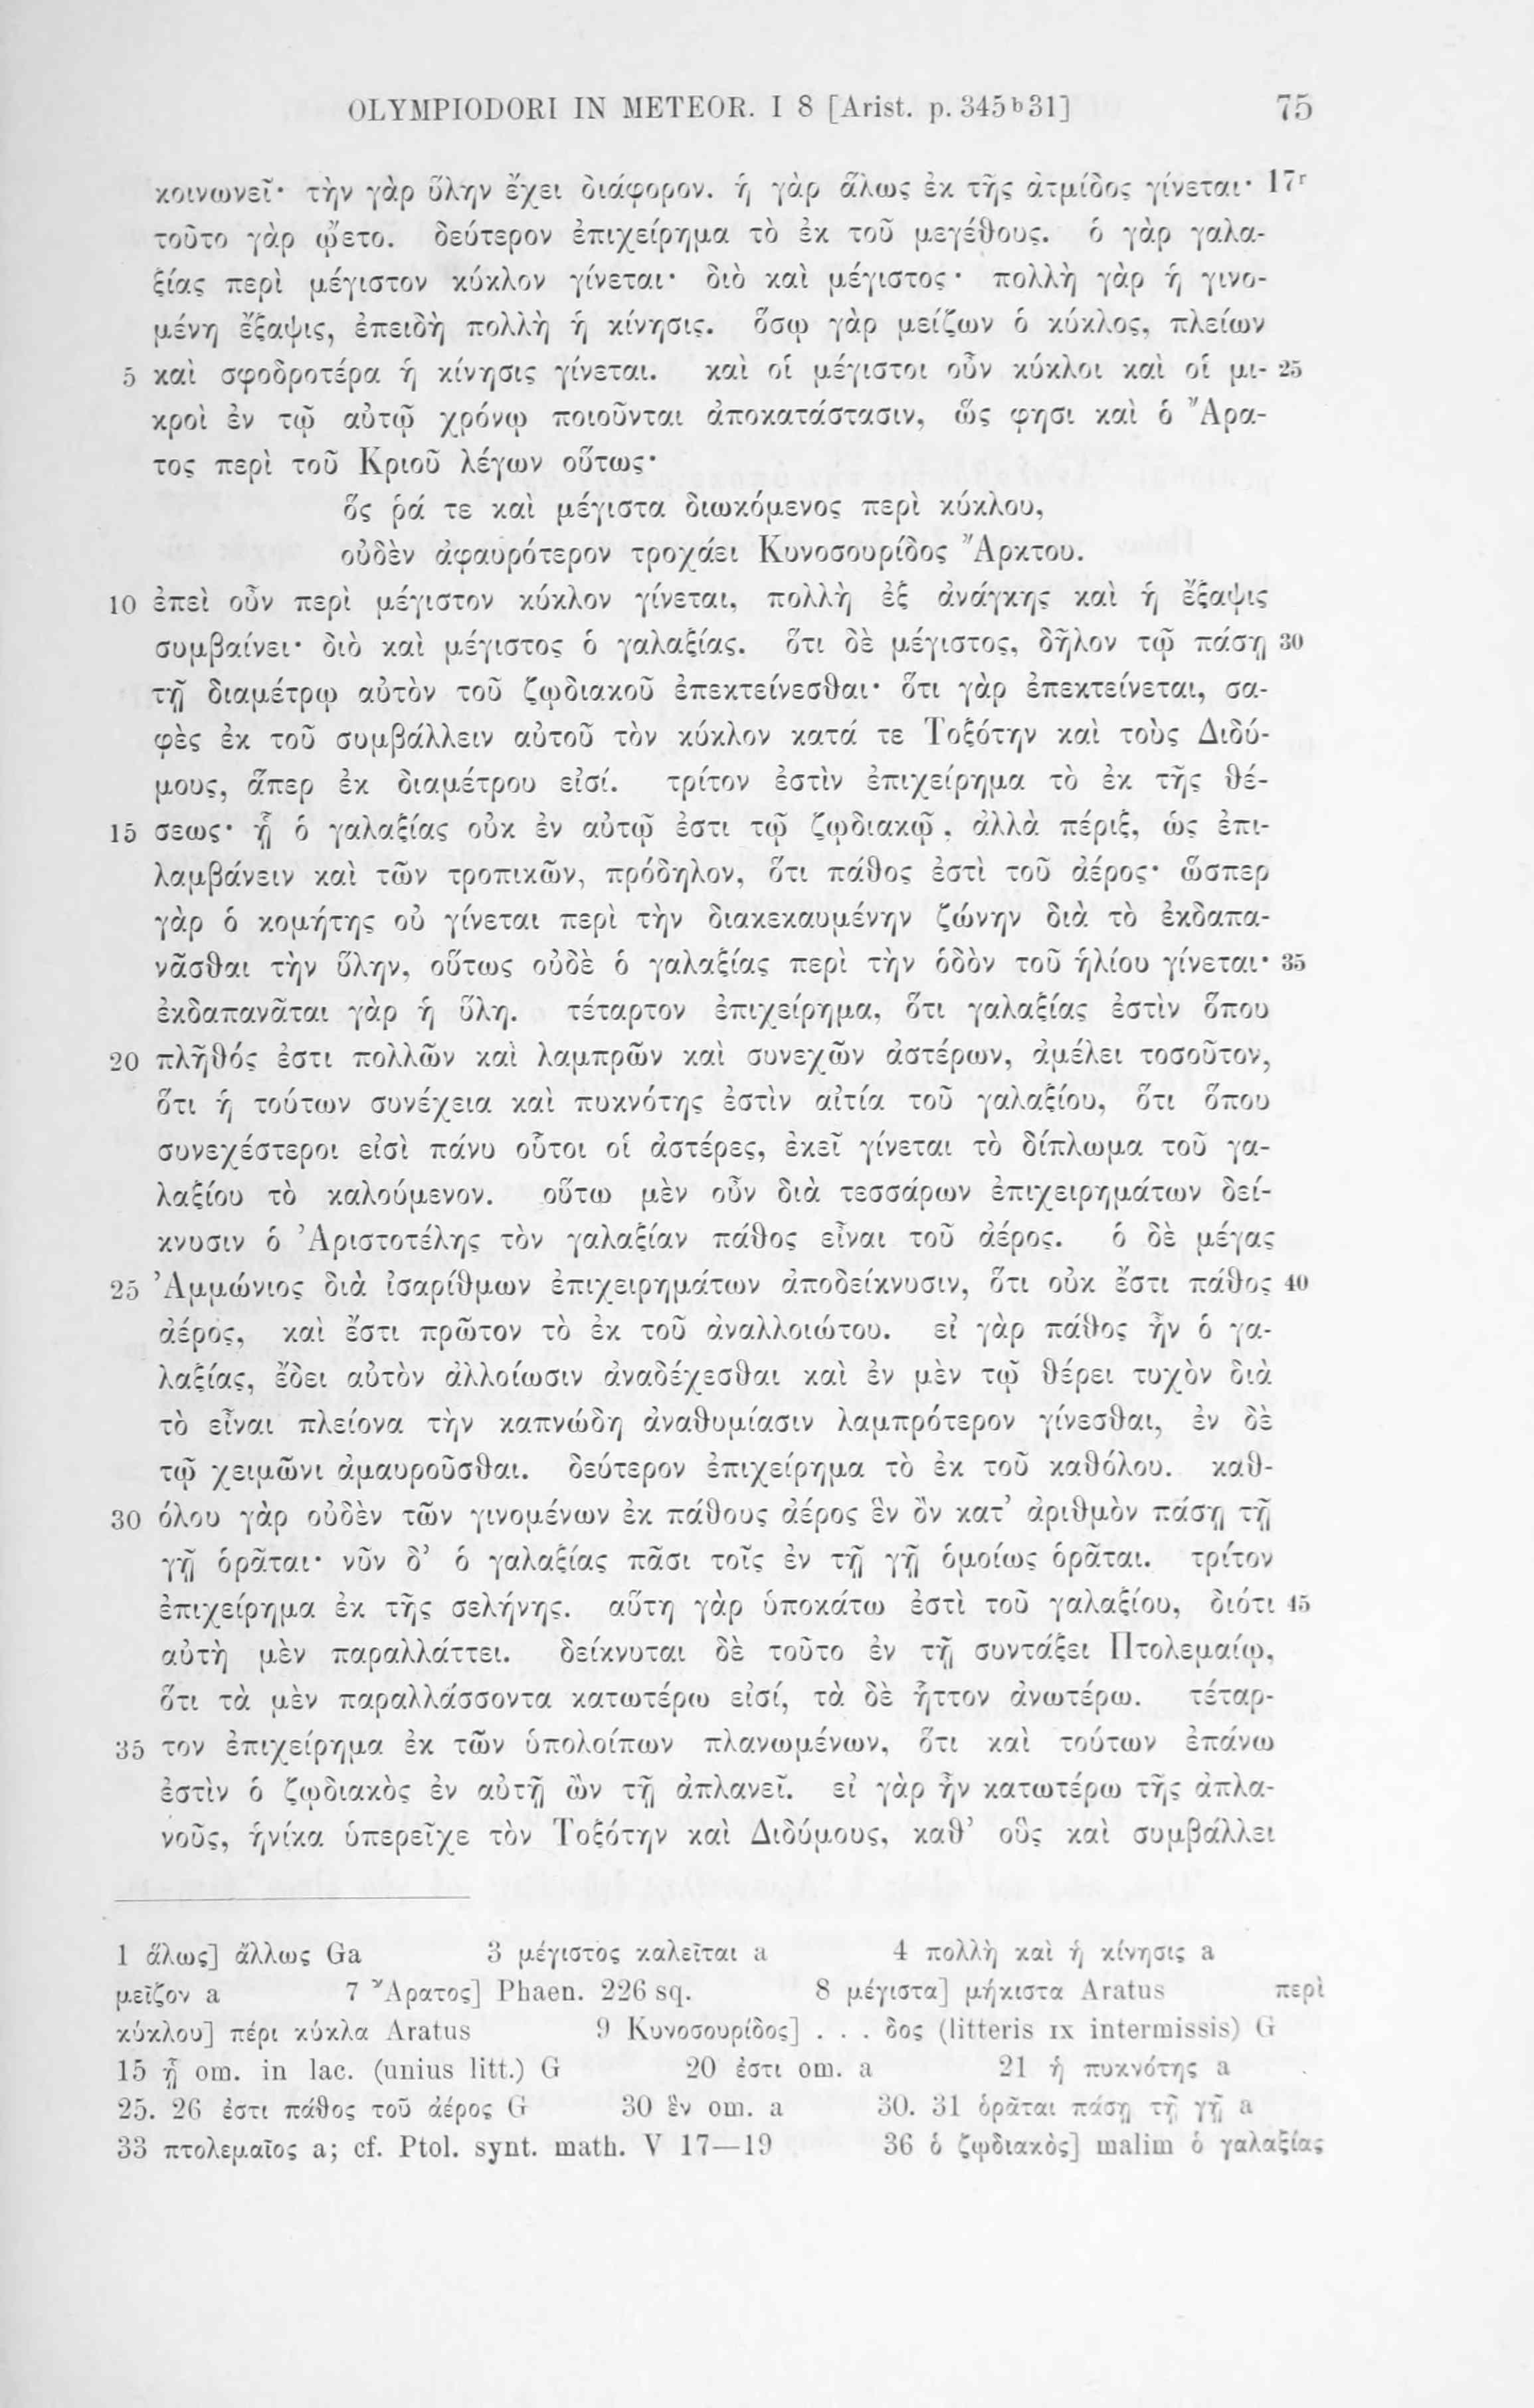 OLYMPIODORI IN METEOR. I 8 [Arist. p. 345ᵇ31] 75
κοινωνεῖ· τὴν γὰρ ὕλην ἔχει διάφορον. ἡ γὰρ ἅλως ἐκ τῆς ἀτμίδος γίνεται· 17ʳ
τοῦτο γὰρ ᾤετο. δεύτερον ἐπιχείρημα τὸ ἐκ τοῦ μεγέθους. ὁ γὰρ γαλα-
ξίας περὶ μέγιστον κύκλον γίνεται· διὸ καὶ μέγιστος· πολλὴ γὰρ ἡ γινο-
μένη ἔξαψις, ἐπειδὴ πολλὴ ἡ κίνησις. ὅσῳ γὰρ μείζων ὁ κύκλος, πλείων
5 καὶ σφοδροτέρα ἡ κίνησις γίνεται. καὶ οἱ μέγιστοι οὖν κύκλοι καὶ οἱ μι- 25
κροὶ ἐν τῷ αὐτῷ χρόνῳ ποιοῦνται ἀποκατάστασιν, ὥς φησι καὶ ὁ Ἄρα-
τος περὶ τοῦ Κριοῦ λέγων οὕτως·
ὅς ῥά τε καὶ μέγιστα διωκόμενος περὶ κύκλου,
οὐδὲν ἀφαυρότερον τροχάει Κυνοσουρίδος Ἄρκτου.
10 ἐπεὶ οὖν περὶ μέγιστον κύκλον γίνεται, πολλὴ ἐξ ἀνάγκης καὶ ἡ ἔξαψις
συμβαίνει· διὸ καὶ μέγιστος ὁ γαλαξίας. ὅτι δὲ μέγιστος, δῆλον τῷ πάσῃ 30
τῇ διαμέτρῳ αὐτὸν τοῦ ζῳδιακοῦ ἐπεκτείνεσθαι· ὅτι γὰρ ἐπεκτείνεται, σα-
φὲς ἐκ τοῦ συμβάλλειν αὐτοῦ τὸν κύκλον κατά τε Τοξότην καὶ τοὺς Διδύ-
μους, ἅπερ ἐκ διαμέτρου εἰσί. τρίτον ἐστὶν ἐπιχείρημα τὸ ἐκ τῆς θέ-
15 σεως· ᾗ ὁ γαλαξίας οὐκ ἐν αὐτῷ ἐστι τῷ ζῳδιακῷ, ἀλλὰ πέριξ, ὡς ἐπι-
λαμβάνειν καὶ τῶν τροπικῶν, πρόδηλον, ὅτι πάθος ἐστὶ τοῦ ἀέρος· ὥσπερ
γὰρ ὁ κομήτης οὐ γίνεται περὶ τὴν διακεκαυμένην ζώνην διὰ τὸ ἐκδαπα-
νᾶσθαι τὴν ὕλην, οὕτως οὐδὲ ὁ γαλαξίας περὶ τὴν ὁδὸν τοῦ ἡλίου γίνεται· 35
ἐκδαπανᾶται γὰρ ἡ ὕλη. τέταρτον ἐπιχείρημα, ὅτι γαλαξίας ἐστὶν ὅπου
20 πλῆθός ἐστι πολλῶν καὶ λαμπρῶν καὶ συνεχῶν ἀστέρων, ἀμέλει τοσοῦτον,
ὅτι ἡ τούτων συνέχεια καὶ πυκνότης ἐστὶν αἰτία τοῦ γαλαξίου, ὅτι ὅπου
συνεχέστεροι εἰσὶ πάνυ οὗτοι οἱ ἀστέρες, ἐκεῖ γίνεται τὸ δίπλωμα τοῦ γα-
λαξίου τὸ καλούμενον. οὕτω μὲν οὖν διὰ τεσσάρων ἐπιχειρημάτων δεί-
κνυσιν ὁ Ἀριστοτέλης τὸν γαλαξίαν πάθος εἶναι τοῦ ἀέρος. ὁ δὲ μέγας
25 Ἀμμώνιος διὰ ἰσαρίθμων ἐπιχειρημάτων ἀποδείκνυσιν, ὅτι οὐκ ἔστι πάθος 40
ἀέρος, καὶ ἔστι πρῶτον τὸ ἐκ τοῦ ἀναλλοιώτου. εἰ γὰρ πάθος ἦν ὁ γα-
λαξίας, ἔδει αὐτὸν ἀλλοίωσιν ἀναδέχεσθαι καὶ ἐν μὲν τῷ θέρει τυχὸν διὰ
τὸ εἶναι πλείονα τὴν καπνώδη ἀναθυμίασιν λαμπρότερον γίνεσθαι, ἐν δὲ
τῷ χειμῶνι ἀμαυροῦσθαι. δεύτερον ἐπιχείρημα τὸ ἐκ τοῦ καθόλου. καθ-
30 όλου γὰρ οὐδὲν τῶν γινομένων ἐκ πάθους ἀέρος ἓν ὂν κατ’ ἀριθμὸν πάσῃ τῇ
γῇ ὁρᾶται· νῦν δ’ ὁ γαλαξίας πᾶσι τοῖς ἐν τῇ γῇ ὁμοίως ὁρᾶται. τρίτον
ἐπιχείρημα ἐκ τῆς σελήνης. αὕτη γὰρ ὑποκάτω ἐστὶ τοῦ γαλαξίου, διότι 45
αὐτὴ μὲν παραλλάττει. δείκνυται δὲ τοῦτο ἐν τῇ συντάξει Πτολεμαίῳ,
ὅτι τὰ μὲν παραλλάσσοντα κατωτέρω εἰσί, τὰ δὲ ἧττον ἀνωτέρω. τέταρ-
35 τον ἐπιχείρημα ἐκ τῶν ὑπολοίπων πλανωμένων, ὅτι καὶ τούτων ἐπάνω
ἐστὶν ὁ ζῳδιακὸς ἐν αὐτῇ ὢν τῇ ἀπλανεῖ. εἰ γὰρ ἦν κατωτέρω τῆς ἀπλα-
νοῦς, ἡνίκα ὑπερεῖχε τὸν Τοξότην καὶ Διδύμους, καθ’ οὓς καὶ συμβάλλει
1 ἅλως] ἄλλως Ga 3 μέγιστος καλεῖται a 4 πολλὴ καὶ ἡ κίνησις a
μεῖζον a 7 Ἄρατος] Phaen. 226 sq. 8 μέγιστα] μήκιστα Aratus περὶ
κύκλου] πέρι κύκλα Aratus 9 Κυνοσουρίδος] . . . δος (litteris IX intermissis) G
15 ᾗ om. in lac. (unius litt.) G 20 ἐστι om. a 21 ἡ πυκνότης a
25. 26 ἐστι πάθος τοῦ ἀέρος G 30 ἓν om. a 30. 31 ὁρᾶται πάσῃ τῇ γῇ a
33 πτολεμαῖος a; cf. Ptol. synt. math. V 17—19 36 ὁ ζῳδιακὸς] malim ὁ γαλαξίας